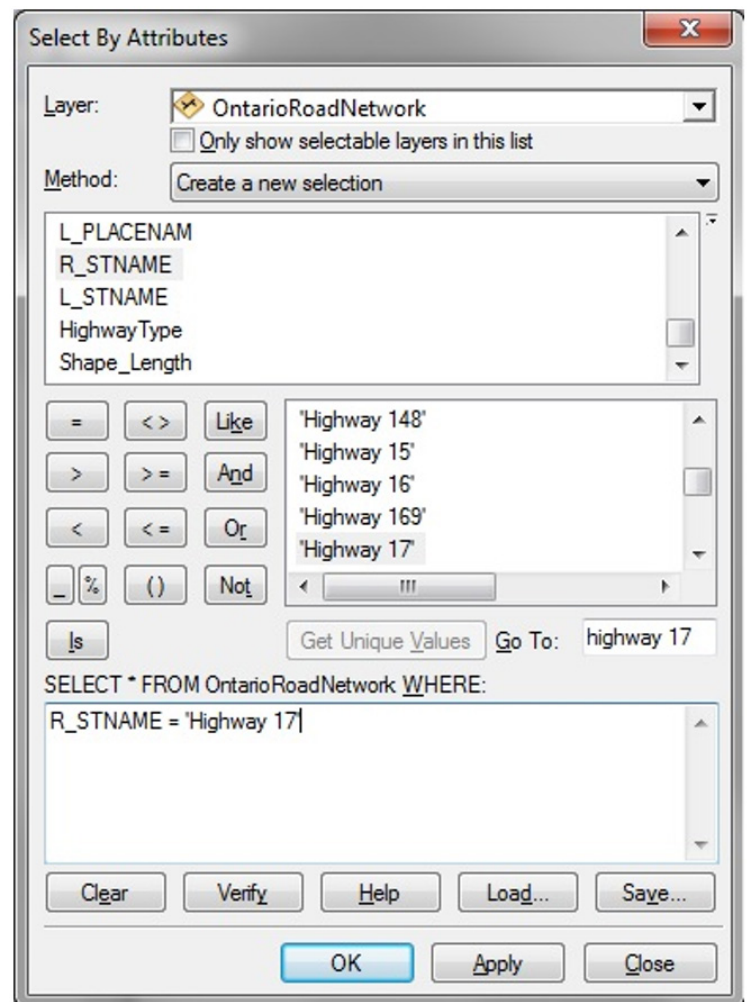 Select By Attributes
X
Layer: OntarioRoadNetwork
Only show selectable layers in this list
Method: Create a new selection
L_PLACENAM
R_STNAME
L_STNAME
HighwayType
Shape_Length
= < > Like
> > = And
< < = Or
_ % ( ) Not
Is
'Highway 148'
'Highway 15'
'Highway 16'
'Highway 169'
'Highway 17'
Get Unique Values Go To: highway 17
SELECT * FROM OntarioRoadNetwork WHERE:
R_STNAME = 'Highway 17'
Clear Verify Help Load... Save...
OK Apply Close